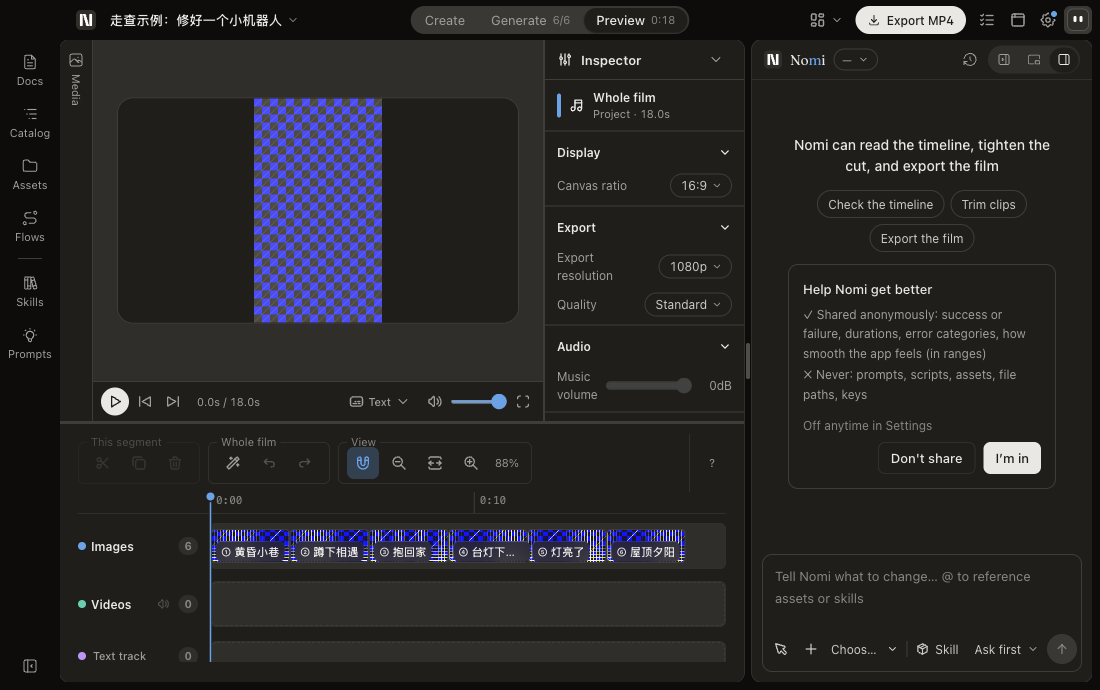 走查示例：修好一个小机器人
Create
Generate 6/6
Preview 0:18
Export MP4
Docs
Catalog
Assets
Flows
Skills
Prompts
Media
Inspector
Whole film
Project · 18.0s
Display
Canvas ratio
16:9
Export
Export resolution
1080p
Quality
Standard
Audio
Music volume
0dB
0.0s / 18.0s
Text
This segment
Whole film
View
88%
?
0:00
0:10
Images
6
① 黄昏小巷
② 蹲下相遇
③ 抱回家
④ 台灯下...
⑤ 灯亮了
⑥ 屋顶夕阳
Videos
0
Text track
0
Nomi
—
Nomi can read the timeline, tighten the
cut, and export the film
Check the timeline
Trim clips
Export the film
Help Nomi get better
✓ Shared anonymously: success or
failure, durations, error categories, how
smooth the app feels (in ranges)
✕ Never: prompts, scripts, assets, file
paths, keys
Off anytime in Settings
Don't share
I'm in
Tell Nomi what to change... @ to reference
assets or skills
Choos...
Skill
Ask first